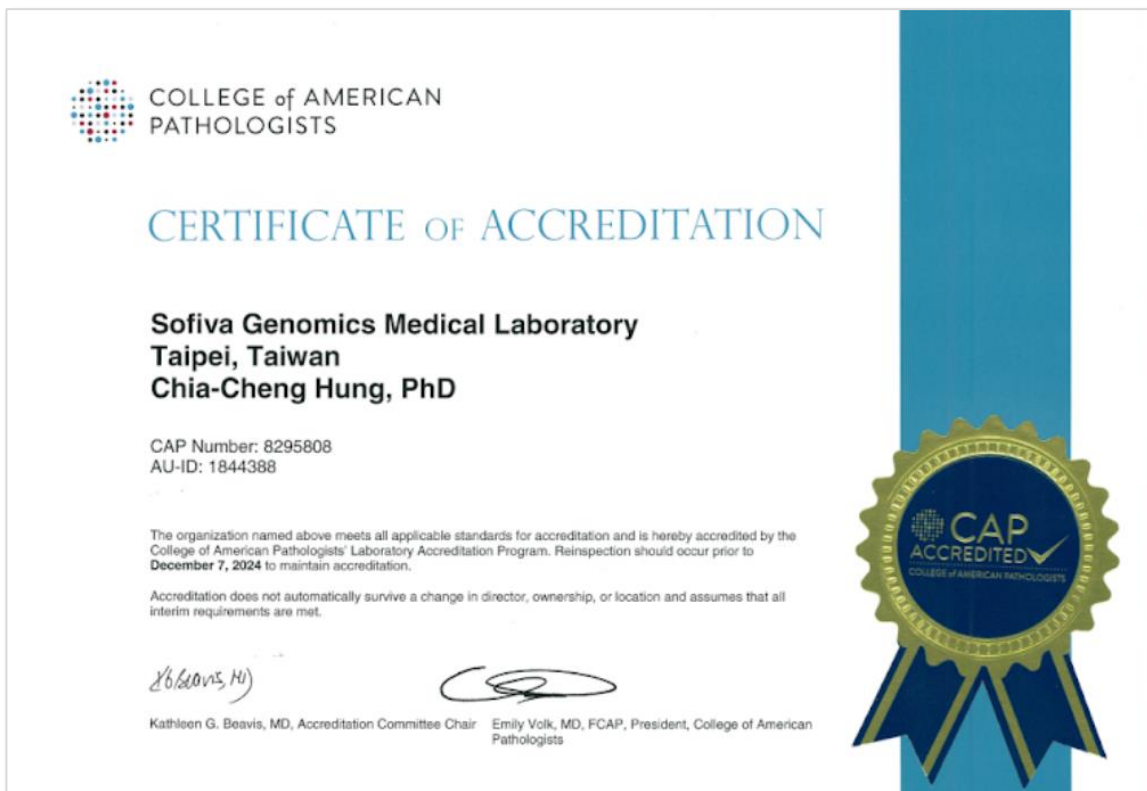 COLLEGE of AMERICAN
PATHOLOGISTS
CERTIFICATE OF ACCREDITATION
Sofiva Genomics Medical Laboratory
Taipei, Taiwan
Chia-Cheng Hung, PhD
CAP Number: 8295808
AU-ID: 1844388
The organization named above meets all applicable standards for accreditation and is hereby accredited by the
College of American Pathologists' Laboratory Accreditation Program. Reinspection should occur prior to
December 7, 2024 to maintain accreditation.
Accreditation does not automatically survive a change in director, ownership, or location and assumes that all
interim requirements are met.
Kathleen G. Beavis, MD, Accreditation Committee Chair
Emily Volk, MD, FCAP, President, College of American
Pathologists
CAP
ACCREDITED
COLLEGE of AMERICAN PATHOLOGISTS